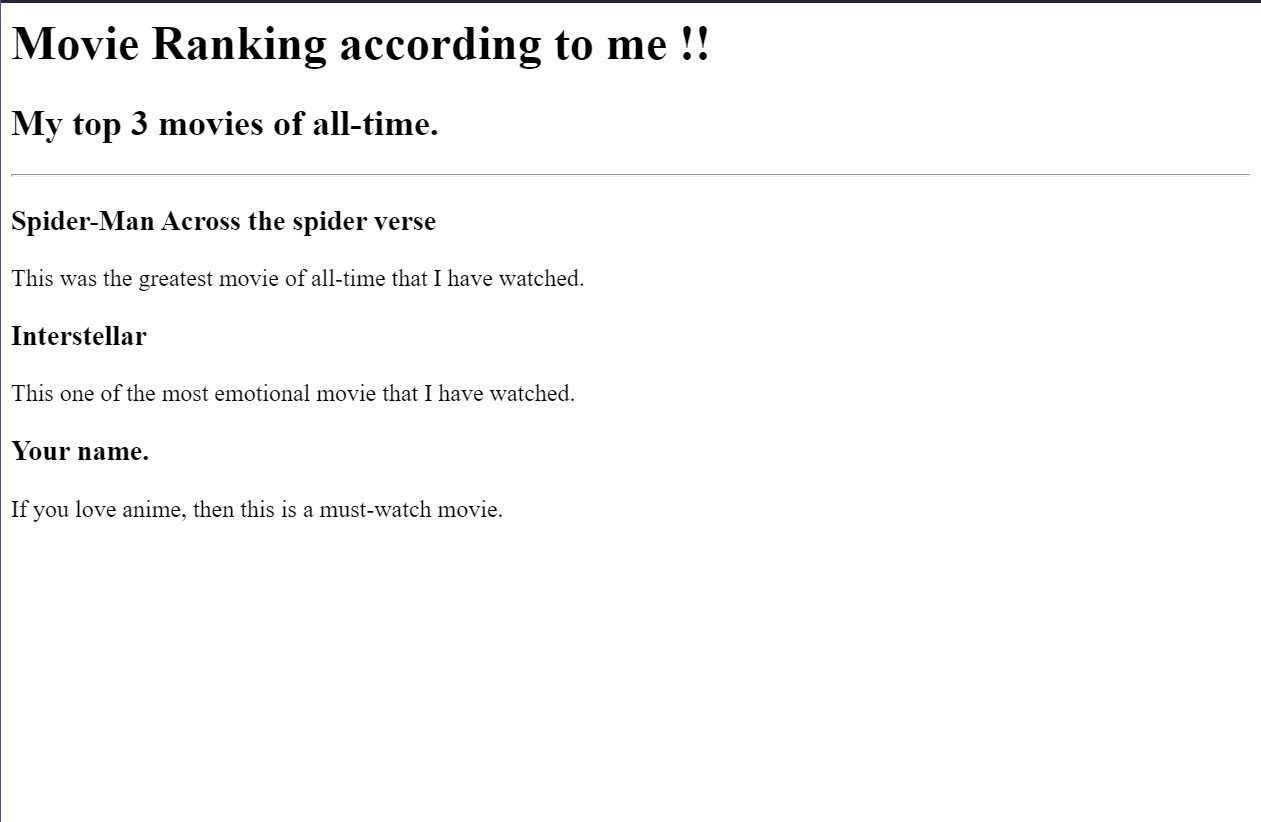 Movie Ranking according to me !!
My top 3 movies of all-time.
Spider-Man Across the spider verse
This was the greatest movie of all-time that I have watched.
Interstellar
This one of the most emotional movie that I have watched.
Your name.
If you love anime, then this is a must-watch movie.